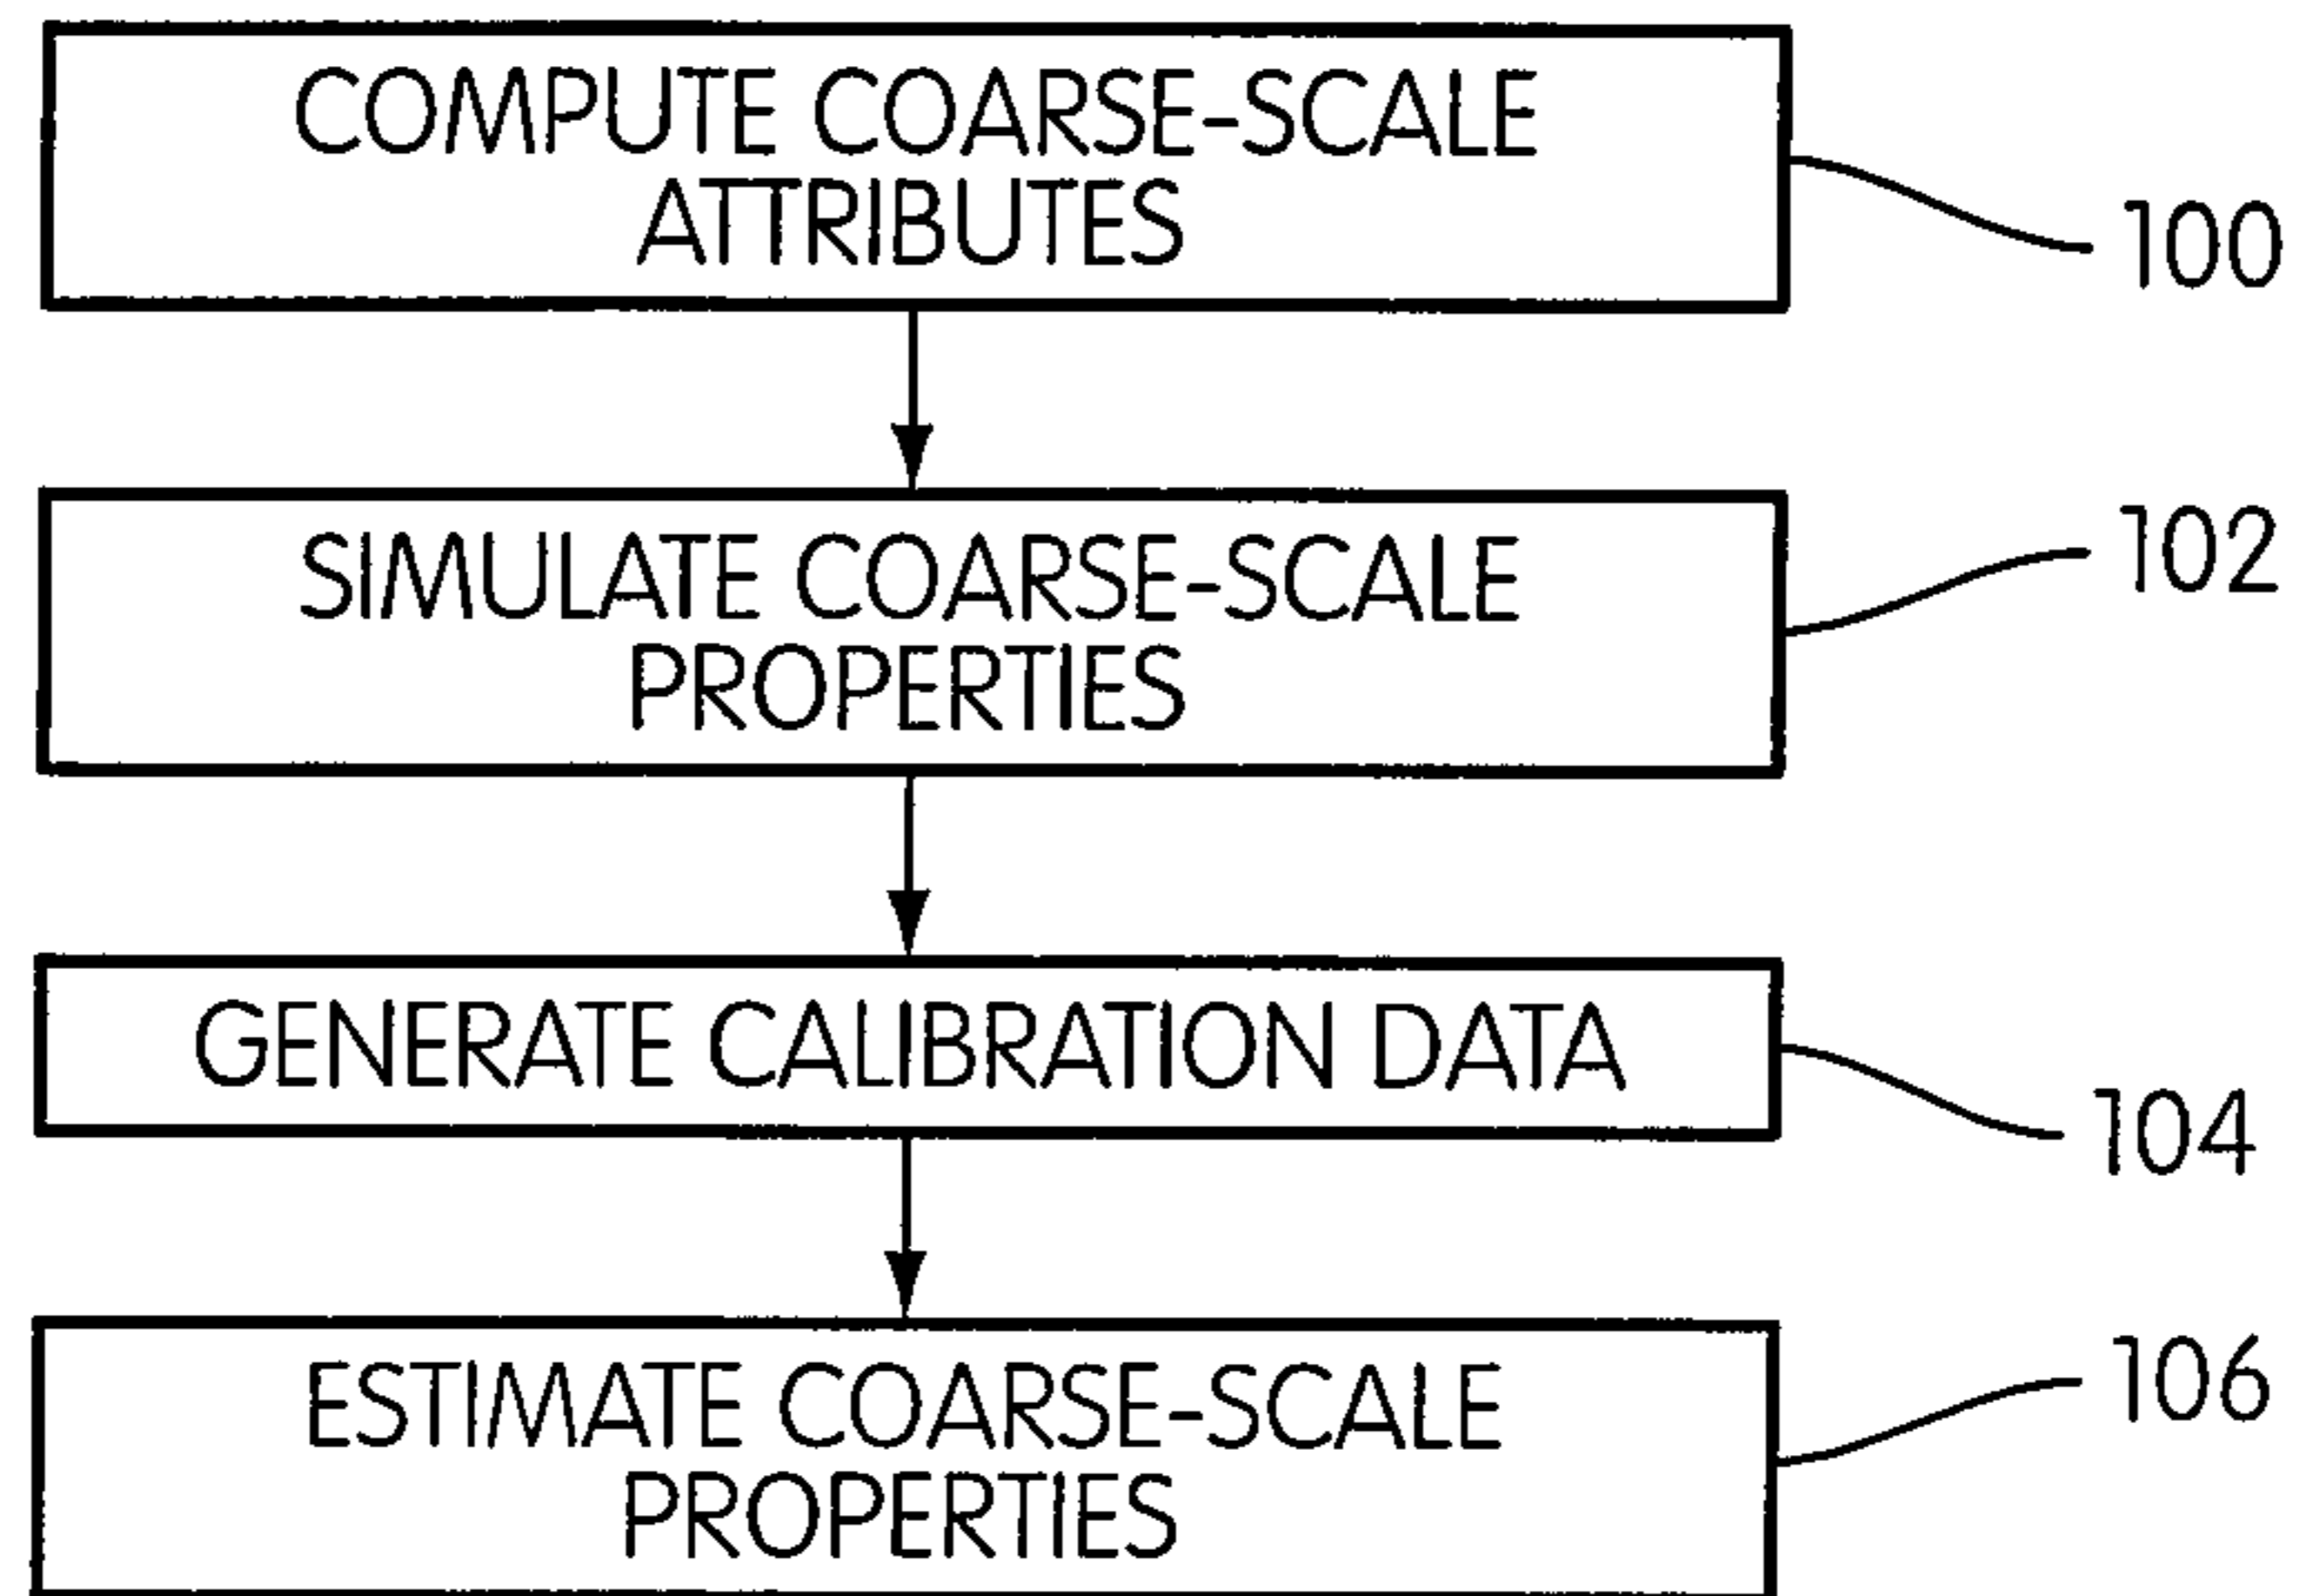 COMPUTE COARSE-SCALE
ATTRIBUTES
100
SIMULATE COARSE-SCALE
PROPERTIES
102
GENERATE CALIBRATION DATA
104
ESTIMATE COARSE-SCALE
PROPERTIES
106